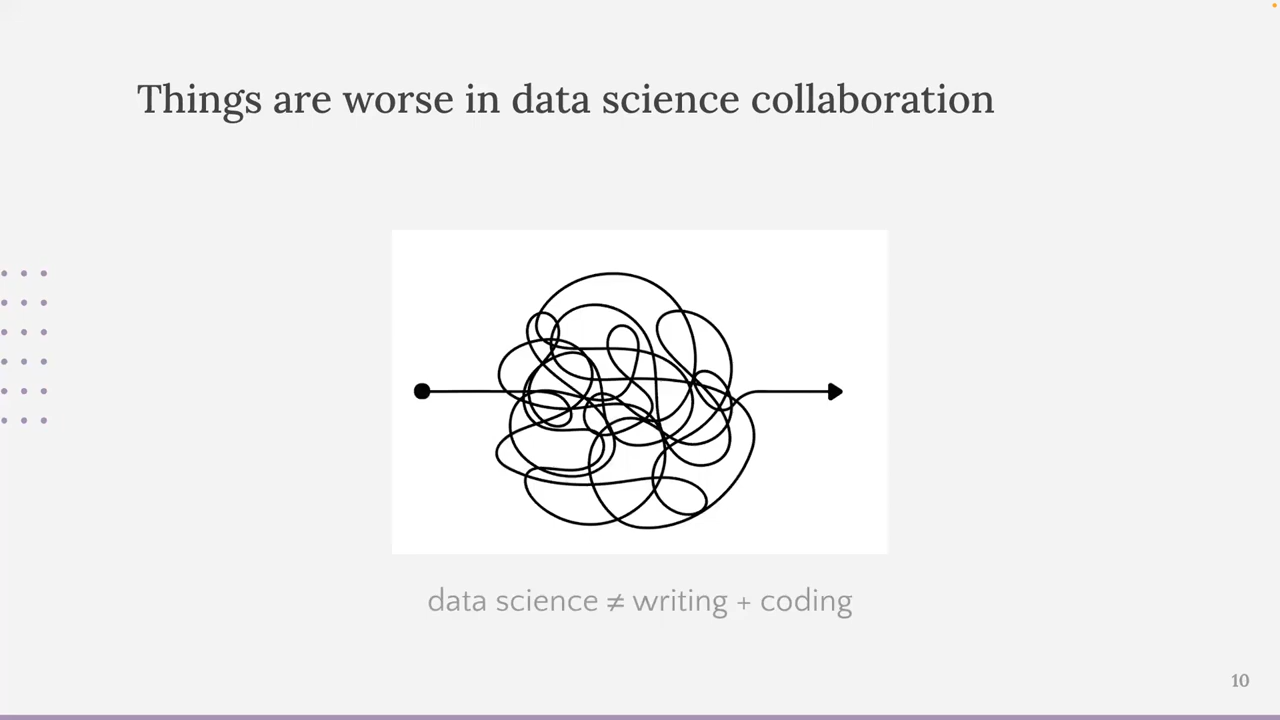 Things are worse in data science collaboration
data science ≠ writing + coding
10